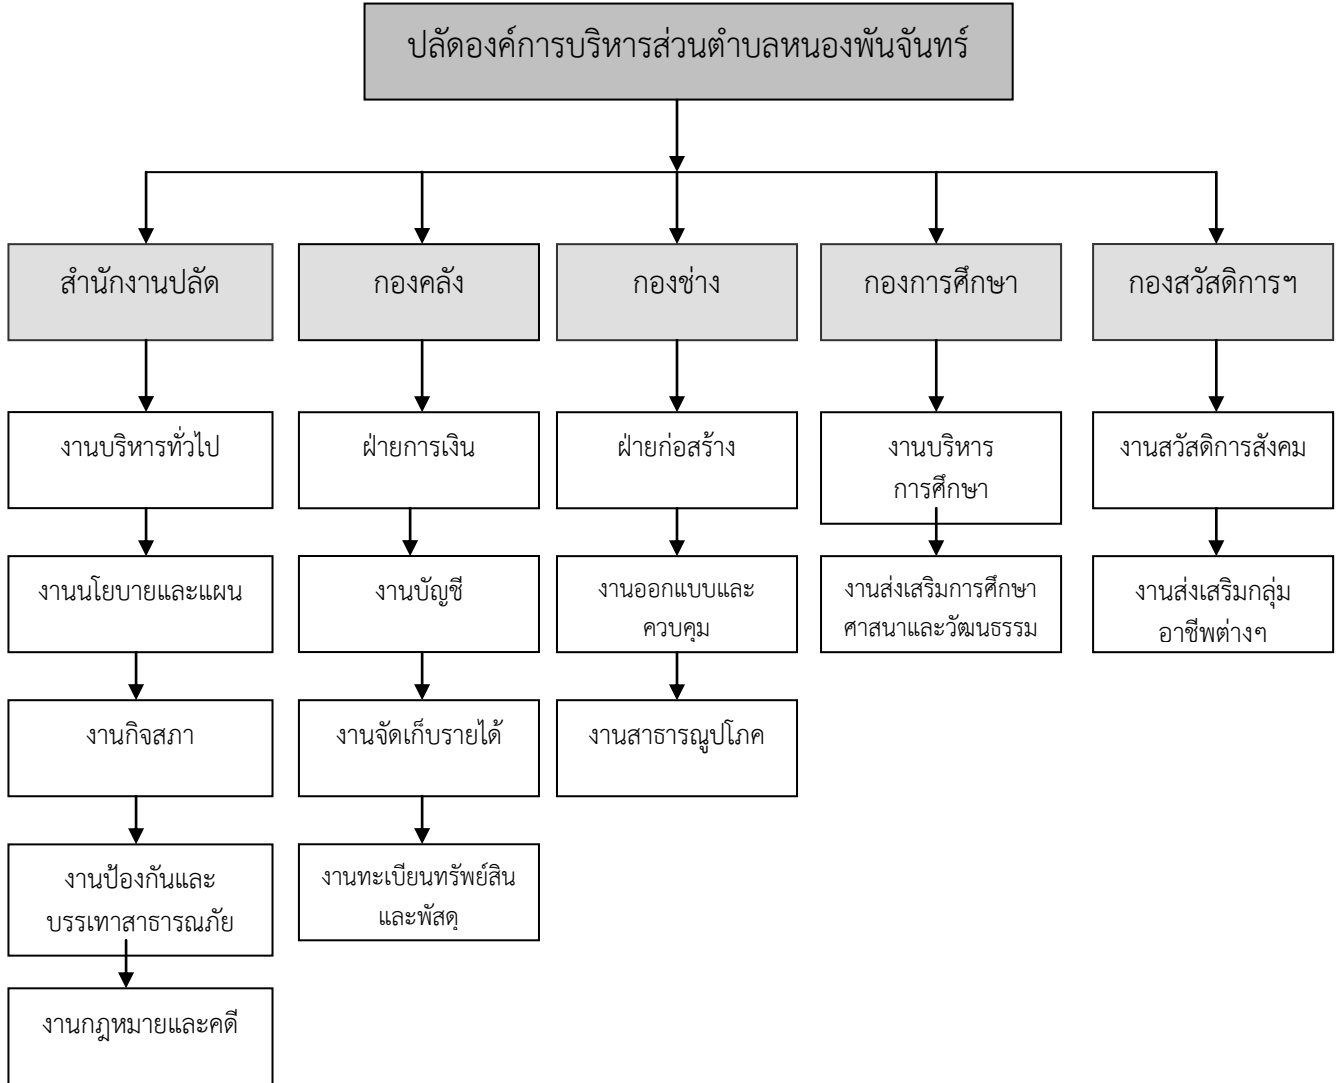 ปลัดองค์การบริหารส่วนตำบลหนองพันจันทร์
สำนักงานปลัด
กองคลัง
กองช่าง
กองการศึกษา
กองสวัสดิการฯ
งานบริหารทั่วไป
ฝ่ายการเงิน
ฝ่ายก่อสร้าง
งานบริหาร
การศึกษา
งานสวัสดิการสังคม
งานนโยบายและแผน
งานบัญชี
งานออกแบบและ
ควบคุม
งานส่งเสริมการศึกษา
ศาสนาและวัฒนธรรม
งานส่งเสริมกลุ่ม
อาชีพต่างๆ
งานกิจสภา
งานจัดเก็บรายได้
งานสาธารณูปโภค
งานป้องกันและ
บรรเทาสาธารณภัย
งานทะเบียนทรัพย์สิน
และพัสดุ
งานกฎหมายและคดี